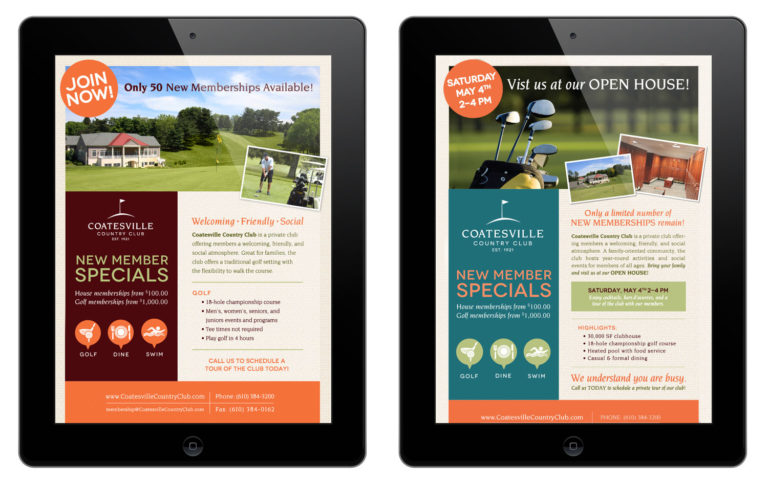 JOIN
NOW!
Only 50 New Memberships Available!
COATESVILLE
COUNTRY CLUB
EST. 1921
NEW MEMBER
SPECIALS
House memberships from $100.00
Golf memberships from $1,000.00
GOLF
DINE
SWIM
Welcoming • Friendly • Social
Coatesville Country Club is a private club
offering members a welcoming, friendly, and
social atmosphere. Great for families, the
club offers a traditional golf setting with
the flexibility to walk the course.
GOLF
• 18-hole championship course
• Men's, women's, seniors, and
juniors events and programs
• Tee times not required
• Play golf in 4 hours
CALL US TO SCHEDULE A
TOUR OF THE CLUB TODAY!
www.CoatesvilleCountryClub.com
Phone: (610) 384-3200
membership@CoatesvilleCountryClub.com
Fax: (610) 384-0162
SATURDAY
MAY 4TH
2–4 PM
Vist us at our OPEN HOUSE!
COATESVILLE
COUNTRY CLUB
EST. 1921
NEW MEMBER
SPECIALS
House memberships from $100.00
Golf memberships from $1,000.00
GOLF
DINE
SWIM
Only a limited number of
NEW MEMBERSHIPS remain!
Coatesville Country Club is a private club offer-
ing members a welcoming, friendly, and social
atmosphere. A family-oriented community, the
club hosts year-round activities and social
events for members of all ages. Bring your family
and visit us at our OPEN HOUSE!
SATURDAY, MAY 4TH 2–4 PM
Enjoy cocktails, hors d'oeuvres, and a
tour of the club with our members.
HIGHLIGHTS:
• 30,000 SF clubhouse
• 18-hole championship golf course
• Heated pool with food service
• Casual & formal dining
We understand you are busy.
Call us TODAY to schedule a private tour of our club!
www.CoatesvilleCountryClub.com
PHONE: (610) 384-3200